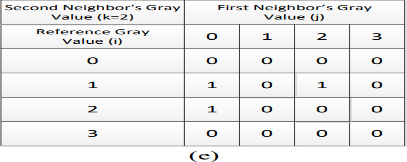 Second Neighbor's Gray Value (k=2) First Neighbor's Gray Value (j)
Reference Gray Value (i) 0 1 2 3
0 0 0 0 0
1 1 0 1 0
2 1 0 0 0
3 0 0 0 0
(e)